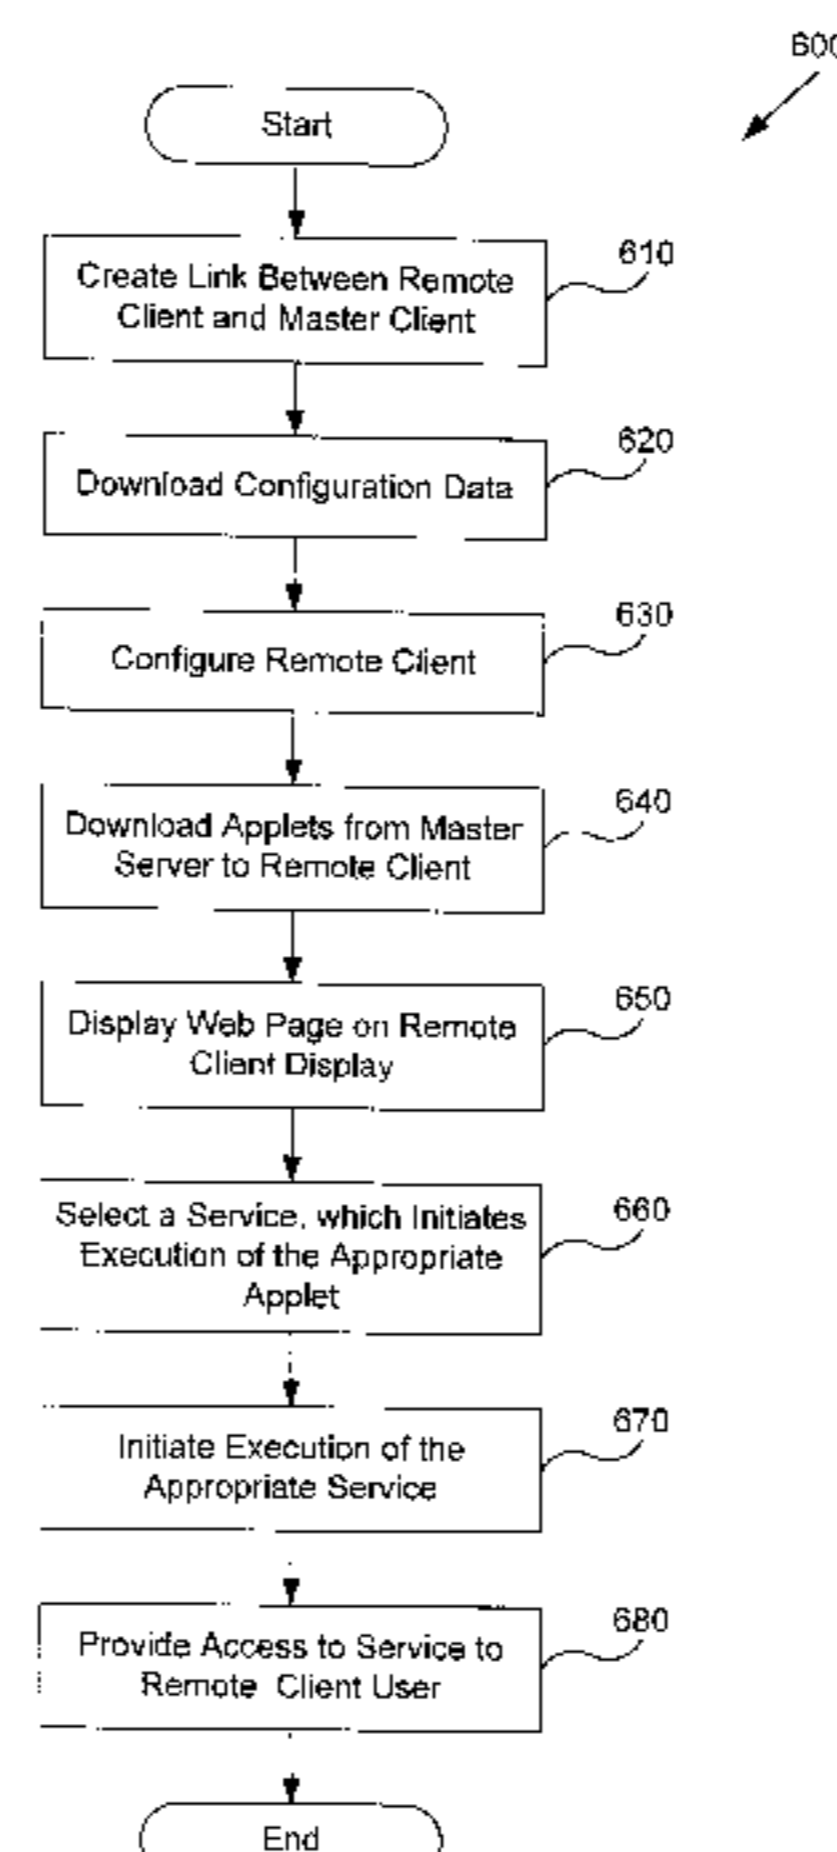 600
Start
610
Create Link Between Remote
Client and Master Client
620
Download Configuration Data
630
Configure Remote Client
640
Download Applets from Master
Server to Remote Client
650
Display Web Page on Remote
Client Display
660
Select a Service, which Initiates
Execution of the Appropriate
Applet
670
Initiate Execution of the
Appropriate Service
680
Provide Access to Service to
Remote Client User
End